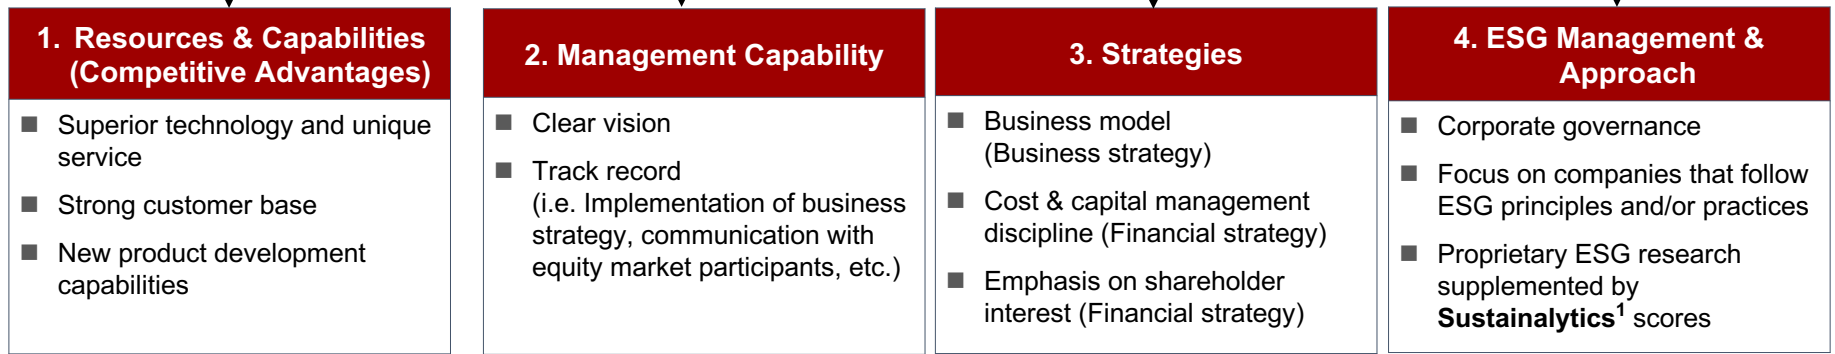 1. Resources & Capabilities
(Competitive Advantages)
■ Superior technology and unique
service
■ Strong customer base
■ New product development
capabilities
2. Management Capability
■ Clear vision
■ Track record
(i.e. Implementation of business
strategy, communication with
equity market participants, etc.)
3. Strategies
■ Business model
(Business strategy)
■ Cost & capital management
discipline (Financial strategy)
■ Emphasis on shareholder
interest (Financial strategy)
4. ESG Management &
Approach
■ Corporate governance
■ Focus on companies that follow
ESG principles and/or practices
■ Proprietary ESG research
supplemented by
Sustainalytics¹ scores